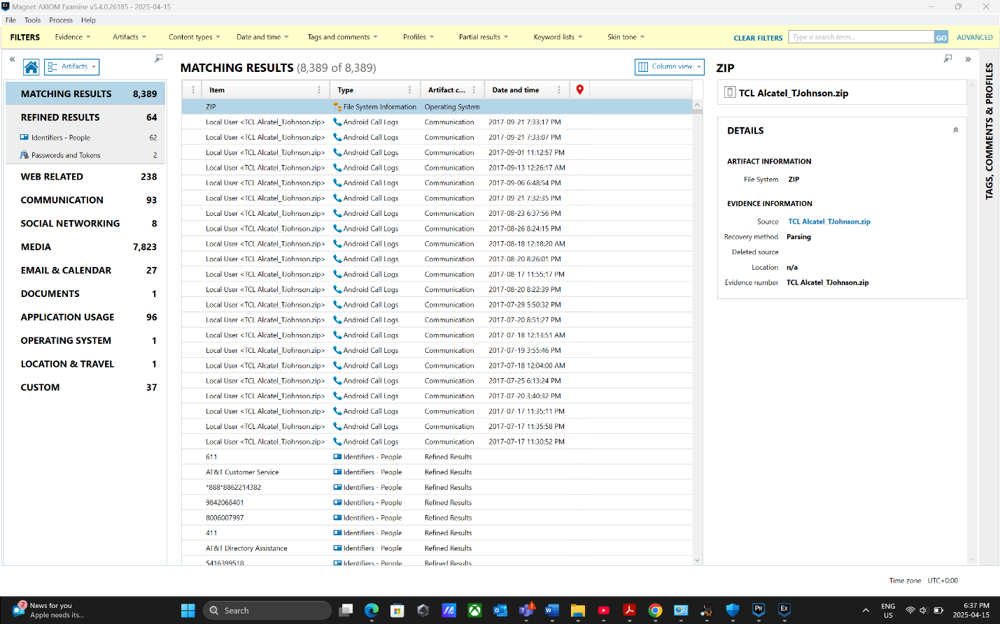 Magnet AXIOM Examine v5.4.0.26185 - 2025-04-15
File Tools Process Help
FILTERS Evidence Artifacts Content types Date and time Tags and comments Profiles Partial results Keyword lists Skin tone CLEAR FILTERS Type a search term... GO ADVANCED
Artifacts
MATCHING RESULTS 8,389
REFINED RESULTS 64
Identifiers - People 62
Passwords and Tokens 2
WEB RELATED 238
COMMUNICATION 93
SOCIAL NETWORKING 8
MEDIA 7,823
EMAIL & CALENDAR 27
DOCUMENTS 1
APPLICATION USAGE 96
OPERATING SYSTEM 1
LOCATION & TRAVEL 1
CUSTOM 37
MATCHING RESULTS (8,389 of 8,389) Column view
Item Type Artifact c... Date and time
ZIP File System Information Operating System
Local User <TCL Alcatel_TJohnson.zip> Android Call Logs Communication 2017-09-21 7:33:17 PM
Local User <TCL Alcatel_TJohnson.zip> Android Call Logs Communication 2017-09-21 7:33:07 PM
Local User <TCL Alcatel_TJohnson.zip> Android Call Logs Communication 2017-09-01 11:12:57 PM
Local User <TCL Alcatel_TJohnson.zip> Android Call Logs Communication 2017-09-13 12:26:17 AM
Local User <TCL Alcatel_TJohnson.zip> Android Call Logs Communication 2017-09-06 6:48:54 PM
Local User <TCL Alcatel_TJohnson.zip> Android Call Logs Communication 2017-09-21 7:32:35 PM
Local User <TCL Alcatel_TJohnson.zip> Android Call Logs Communication 2017-08-23 6:37:56 PM
Local User <TCL Alcatel_TJohnson.zip> Android Call Logs Communication 2017-08-26 8:24:15 PM
Local User <TCL Alcatel_TJohnson.zip> Android Call Logs Communication 2017-08-18 12:18:20 AM
Local User <TCL Alcatel_TJohnson.zip> Android Call Logs Communication 2017-08-20 8:26:01 PM
Local User <TCL Alcatel_TJohnson.zip> Android Call Logs Communication 2017-08-17 11:55:17 PM
Local User <TCL Alcatel_TJohnson.zip> Android Call Logs Communication 2017-08-20 8:22:39 PM
Local User <TCL Alcatel_TJohnson.zip> Android Call Logs Communication 2017-07-29 5:50:32 PM
Local User <TCL Alcatel_TJohnson.zip> Android Call Logs Communication 2017-07-20 8:51:27 PM
Local User <TCL Alcatel_TJohnson.zip> Android Call Logs Communication 2017-07-18 12:13:51 AM
Local User <TCL Alcatel_TJohnson.zip> Android Call Logs Communication 2017-07-19 3:55:46 PM
Local User <TCL Alcatel_TJohnson.zip> Android Call Logs Communication 2017-07-18 12:04:00 AM
Local User <TCL Alcatel_TJohnson.zip> Android Call Logs Communication 2017-07-25 6:13:24 PM
Local User <TCL Alcatel_TJohnson.zip> Android Call Logs Communication 2017-07-20 3:40:32 PM
Local User <TCL Alcatel_TJohnson.zip> Android Call Logs Communication 2017-07-17 11:35:11 PM
Local User <TCL Alcatel_TJohnson.zip> Android Call Logs Communication 2017-07-17 11:35:58 PM
Local User <TCL Alcatel_TJohnson.zip> Android Call Logs Communication 2017-07-17 11:30:52 PM
611 Identifiers - People Refined Results
AT&T Customer Service Identifiers - People Refined Results
*888*8862214382 Identifiers - People Refined Results
9842068401 Identifiers - People Refined Results
8006007997 Identifiers - People Refined Results
411 Identifiers - People Refined Results
AT&T Directory Assistance Identifiers - People Refined Results
5416399518 Identifiers - People Refined Results
ZIP
TCL Alcatel_TJohnson.zip
DETAILS
ARTIFACT INFORMATION
File System ZIP
EVIDENCE INFORMATION
Source TCL Alcatel_TJohnson.zip
Recovery method Parsing
Deleted source
Location n/a
Evidence number TCL Alcatel_TJohnson.zip
TAGS, COMMENTS & PROFILES
Time zone UTC+0:00
2 News for you
Apple needs its...
Search
Pr
Ex
ENG
US
6:37 PM
2025-04-15